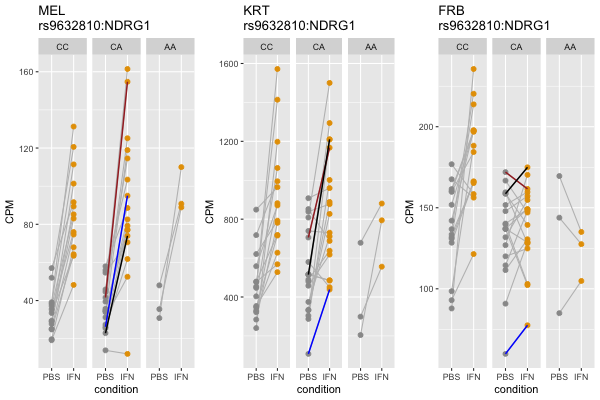 MEL
rs9632810:NDRG1
CC
CA
AA
160
120
80
40
CPM
PBS IFN PBS IFN PBS IFN
condition
KRT
rs9632810:NDRG1
CC
CA
AA
1600
1200
800
400
CPM
PBS IFN PBS IFN PBS IFN
condition
FRB
rs9632810:NDRG1
CC
CA
AA
200
150
100
CPM
PBS IFN PBS IFN PBS IFN
condition